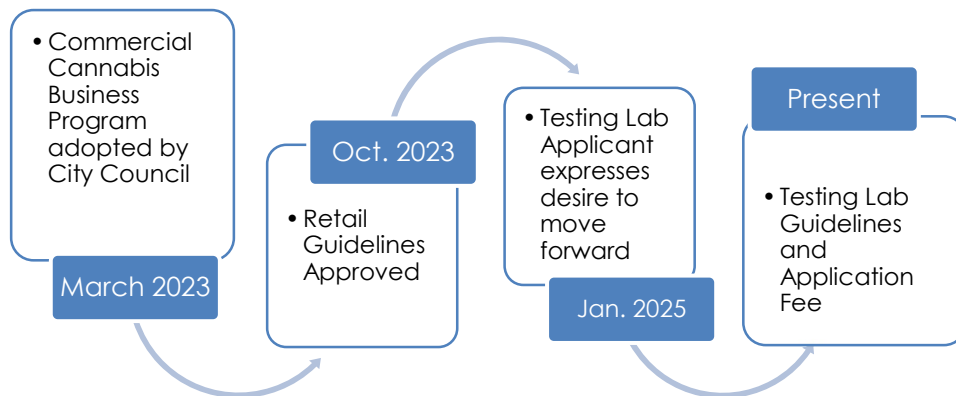 • Commercial
Cannabis
Business
Program
adopted by
City Council
March 2023
Oct. 2023
• Retail
Guidelines
Approved
• Testing Lab
Applicant
expresses
desire to
move
forward
Jan. 2025
Present
• Testing Lab
Guidelines
and
Application
Fee